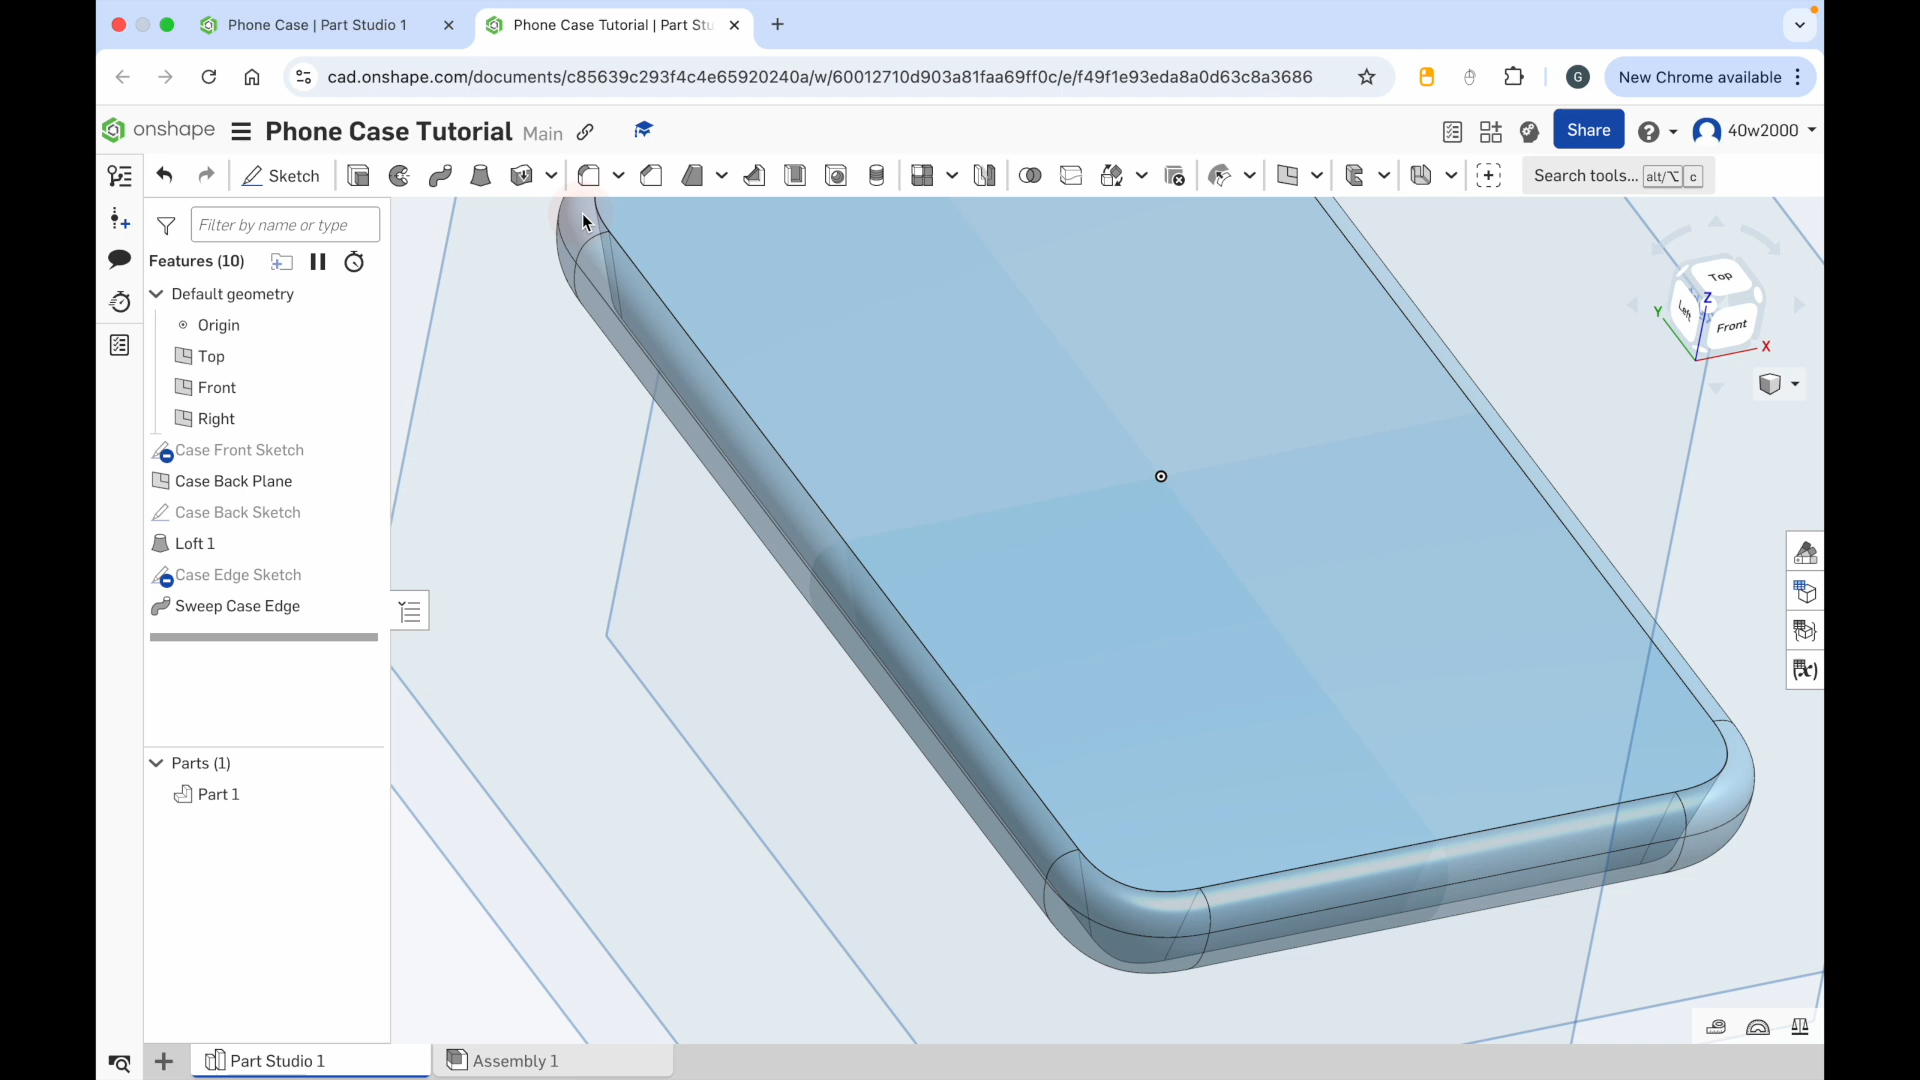 Phone Case | Part Studio 1
Phone Case Tutorial | Part Stu
cad.onshape.com/documents/c85639c293f4c4e65920240a/w/60012710d903a81faa69ff0c/e/f49f1e93eda8a0d63c8a3686
G
New Chrome available
onshape
Phone Case Tutorial
Main
Share
40w2000
Sketch
Search tools... alt/⌥ c
Filter by name or type
Features (10)
Default geometry
Origin
Top
Front
Right
Case Front Sketch
Case Back Plane
Case Back Sketch
Loft 1
Case Edge Sketch
Sweep Case Edge
Parts (1)
Part 1
Top
Left
Front
Z
Y
X
Part Studio 1
Assembly 1